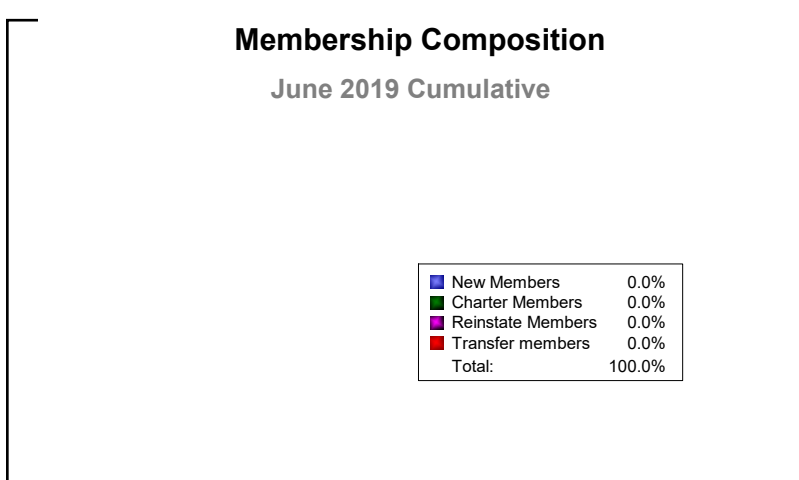 Membership Composition
June 2019 Cumulative
New Members 0.0%
Charter Members 0.0%
Reinstate Members 0.0%
Transfer members 0.0%
Total: 100.0%